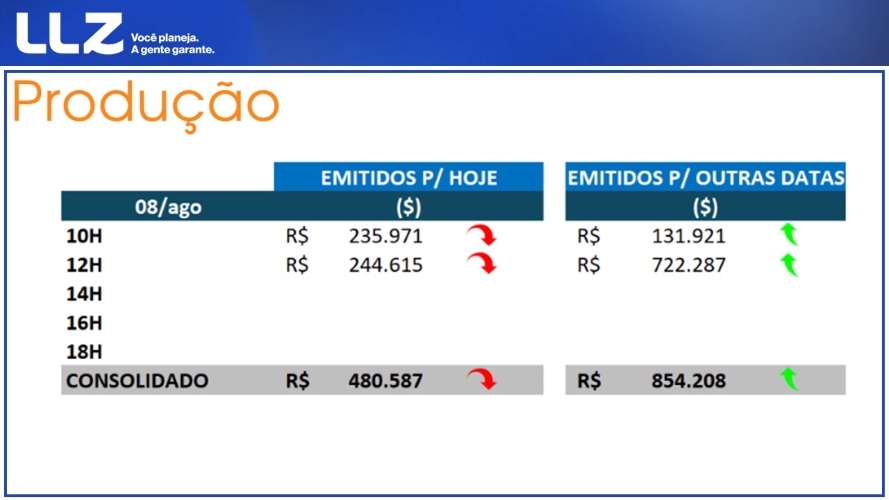 LLZ
Você planeja.
A gente garante.
Produção
EMITIDOS P/ HOJE EMITIDOS P/ OUTRAS DATAS
08/ago ($) ($)
10H R$ 235.971 R$ 131.921
12H R$ 244.615 R$ 722.287
14H
16H
18H
CONSOLIDADO R$ 480.587 R$ 854.208